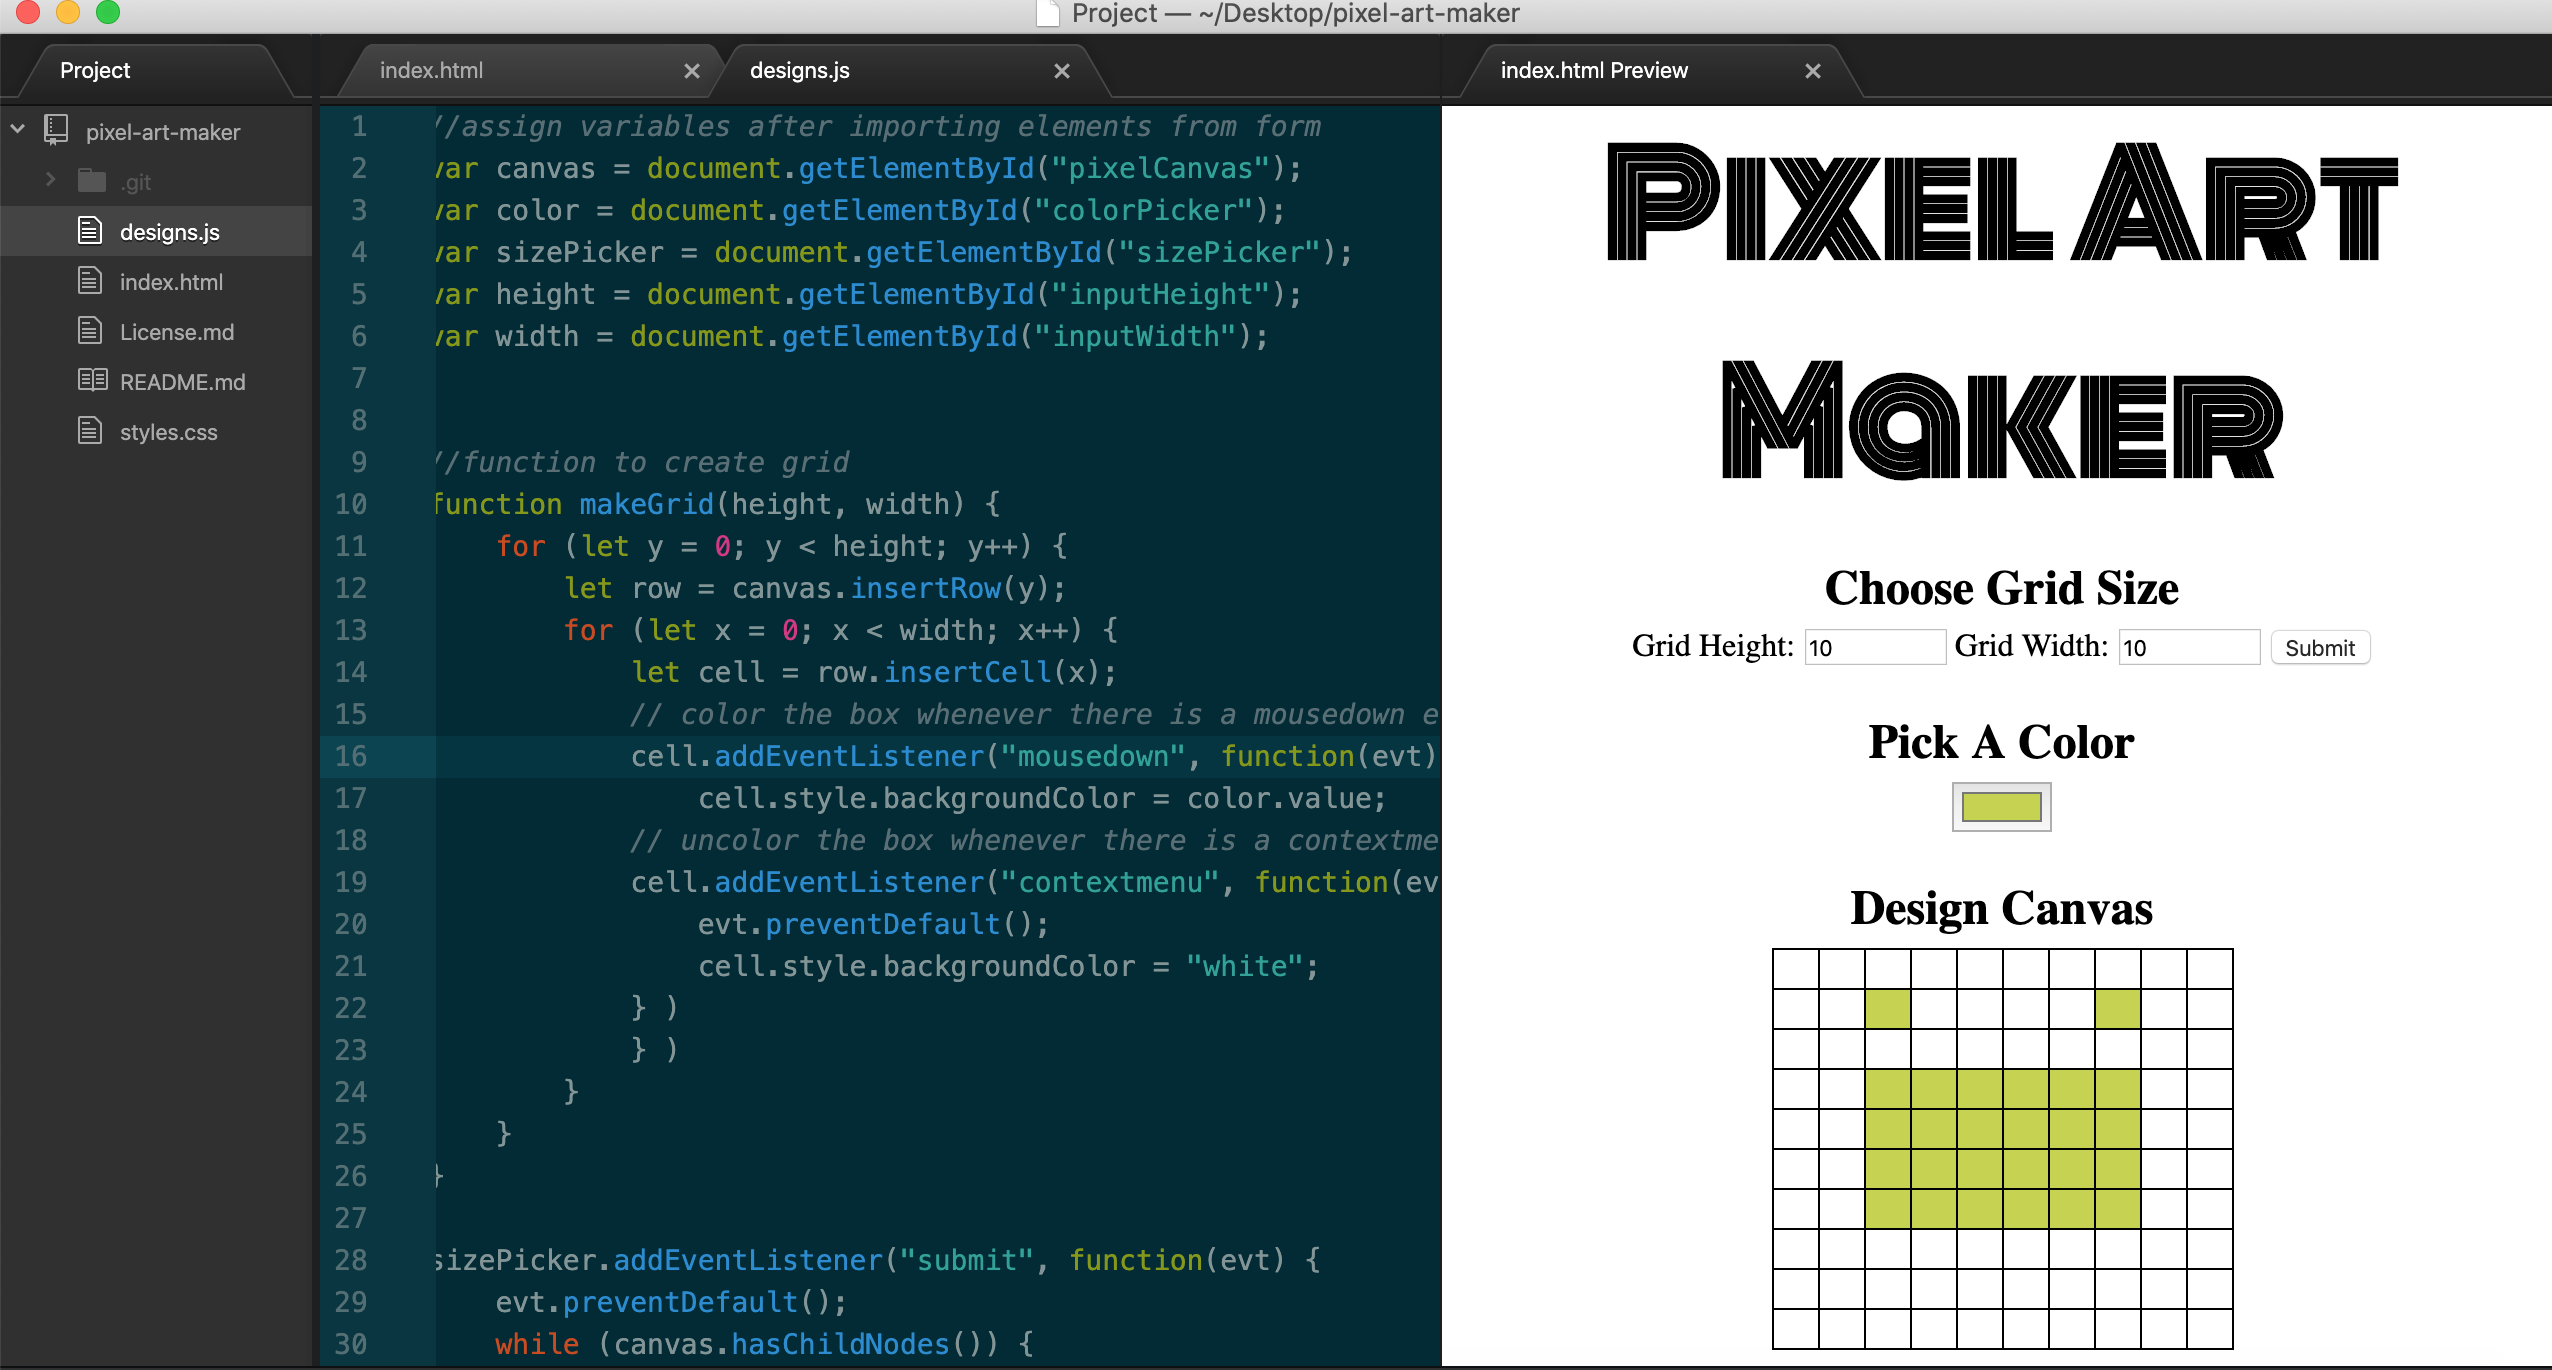 Project — ~/Desktop/pixel-art-maker
Project
index.html
designs.js
index.html Preview
pixel-art-maker
.git
designs.js
index.html
License.md
README.md
styles.css
1 //assign variables after importing elements from form
2 var canvas = document.getElementById("pixelCanvas");
3 var color = document.getElementById("colorPicker");
4 var sizePicker = document.getElementById("sizePicker");
5 var height = document.getElementById("inputHeight");
6 var width = document.getElementById("inputWidth");
7
8
9 //function to create grid
10 function makeGrid(height, width) {
11 for (let y = 0; y < height; y++) {
12 let row = canvas.insertRow(y);
13 for (let x = 0; x < width; x++) {
14 let cell = row.insertCell(x);
15 // color the box whenever there is a mousedown e
16 cell.addEventListener("mousedown", function(evt)
17 cell.style.backgroundColor = color.value;
18 // uncolor the box whenever there is a contextme
19 cell.addEventListener("contextmenu", function(ev
20 evt.preventDefault();
21 cell.style.backgroundColor = "white";
22 } )
23 } )
24 }
25 }
26 }
27
28 sizePicker.addEventListener("submit", function(evt) {
29 evt.preventDefault();
30 while (canvas.hasChildNodes()) {
Pixel Art
Maker
Choose Grid Size
Grid Height: 10 Grid Width: 10 Submit
Pick A Color
Design Canvas